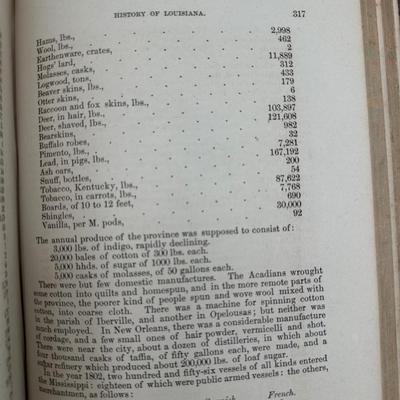 HISTORY OF LOUISIANA. 317
Hams, lbs., 2,998
Wool, lbs., 462
Earthenware, crates, 2
Hogs' lard, 11,889
Molasses, casks, 312
Logwood, tons, 433
Beaver skins, lbs., 179
Otter skins, 6
Raccoon and fox skins, lbs., 138
Deer, in hair, lbs., 103,897
Deer, shaved, lbs., 121,608
Bearskins, 982
Buffalo robes, 32
Pimento, lbs., 7,281
Lead, in pigs, lbs., 167,192
Ash oars, 200
Snuff, bottles, 54
Tobacco, Kentucky, lbs., 87,622
Tobacco, in carrots, lbs., 7,768
Boards, of 10 to 12 feet, 690
Shingles, 30,000
Vanilla, per M. pods, 92
The annual produce of the province was supposed to consist of:
3,000 lbs. of indigo, rapidly declining.
20,000 bales of cotton of 300 lbs. each.
5,000 hhds. of sugar of 1000 lbs. each.
5,000 casks of molasses, of 50 gallons each.
There were but few domestic manufactures. The Acadians wrought
some cotton into quilts and homespun, and in the more remote parts of
the province, the poorer kind of people spun and wove wool mixed with
cotton, into coarse cloth. There was a machine for spinning cotton
in the parish of Iberville, and another in Opelousas; but neither was
much employed. In New Orleans, there was a considerable manufacture
of cordage, and a few small ones of hair powder, vermicelli and shot.
There were near the city, about a dozen of distilleries, in which about
four thousand casks of taffia, of fifty gallons each, were made, and a
sugar refinery which produced about 200,000 lbs. of loaf sugar.
In the year 1802, two hundred and fifty-six vessels of all kinds entered
the Mississippi: eighteen of which were public armed vessels: the others,
merchantmen, as follows:
French.